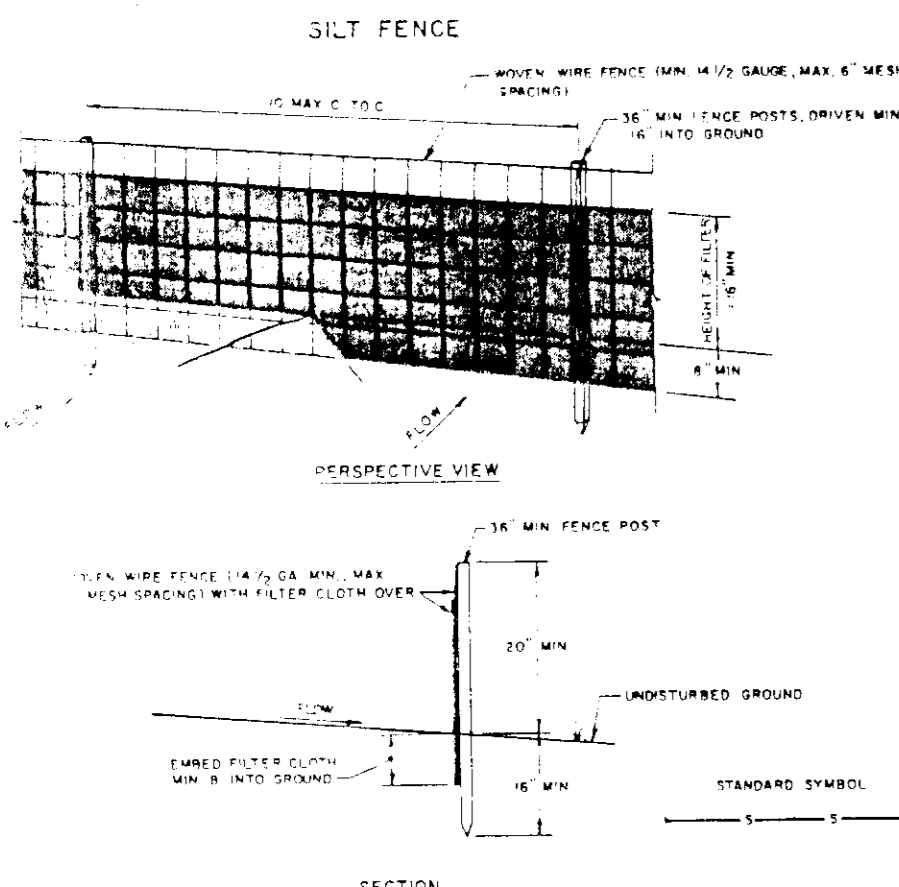 SILT FENCE
WOVEN WIRE FENCE (MIN. 14 1/2 GAUGE, MAX. 6" MESH
SPACING)
10' MAX C. TO C.
36" MIN FENCE POSTS, DRIVEN MIN
16" INTO GROUND
HEIGHT OF FILTER
16" MIN
8" MIN
FLOW
FLOW
PERSPECTIVE VIEW
36" MIN FENCE POST
WIRE FENCE (14 1/2 GA. MIN., MAX
MESH SPACING) WITH FILTER CLOTH OVER
20" MIN
UNDISTURBED GROUND
FLOW
EMBED FILTER CLOTH
MIN 8" INTO GROUND
16" MIN
STANDARD SYMBOL
S S
SECTION